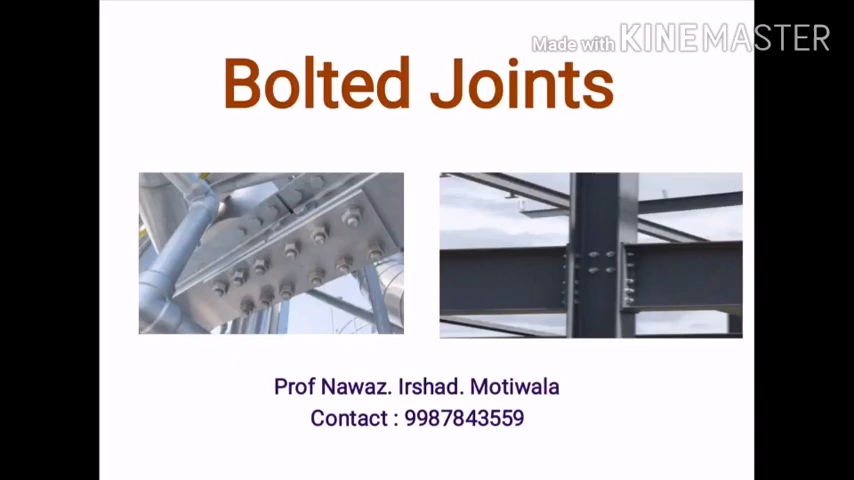 Made with KINEMASTER
Bolted Joints
Prof Nawaz. Irshad. Motiwala
Contact : 9987843559